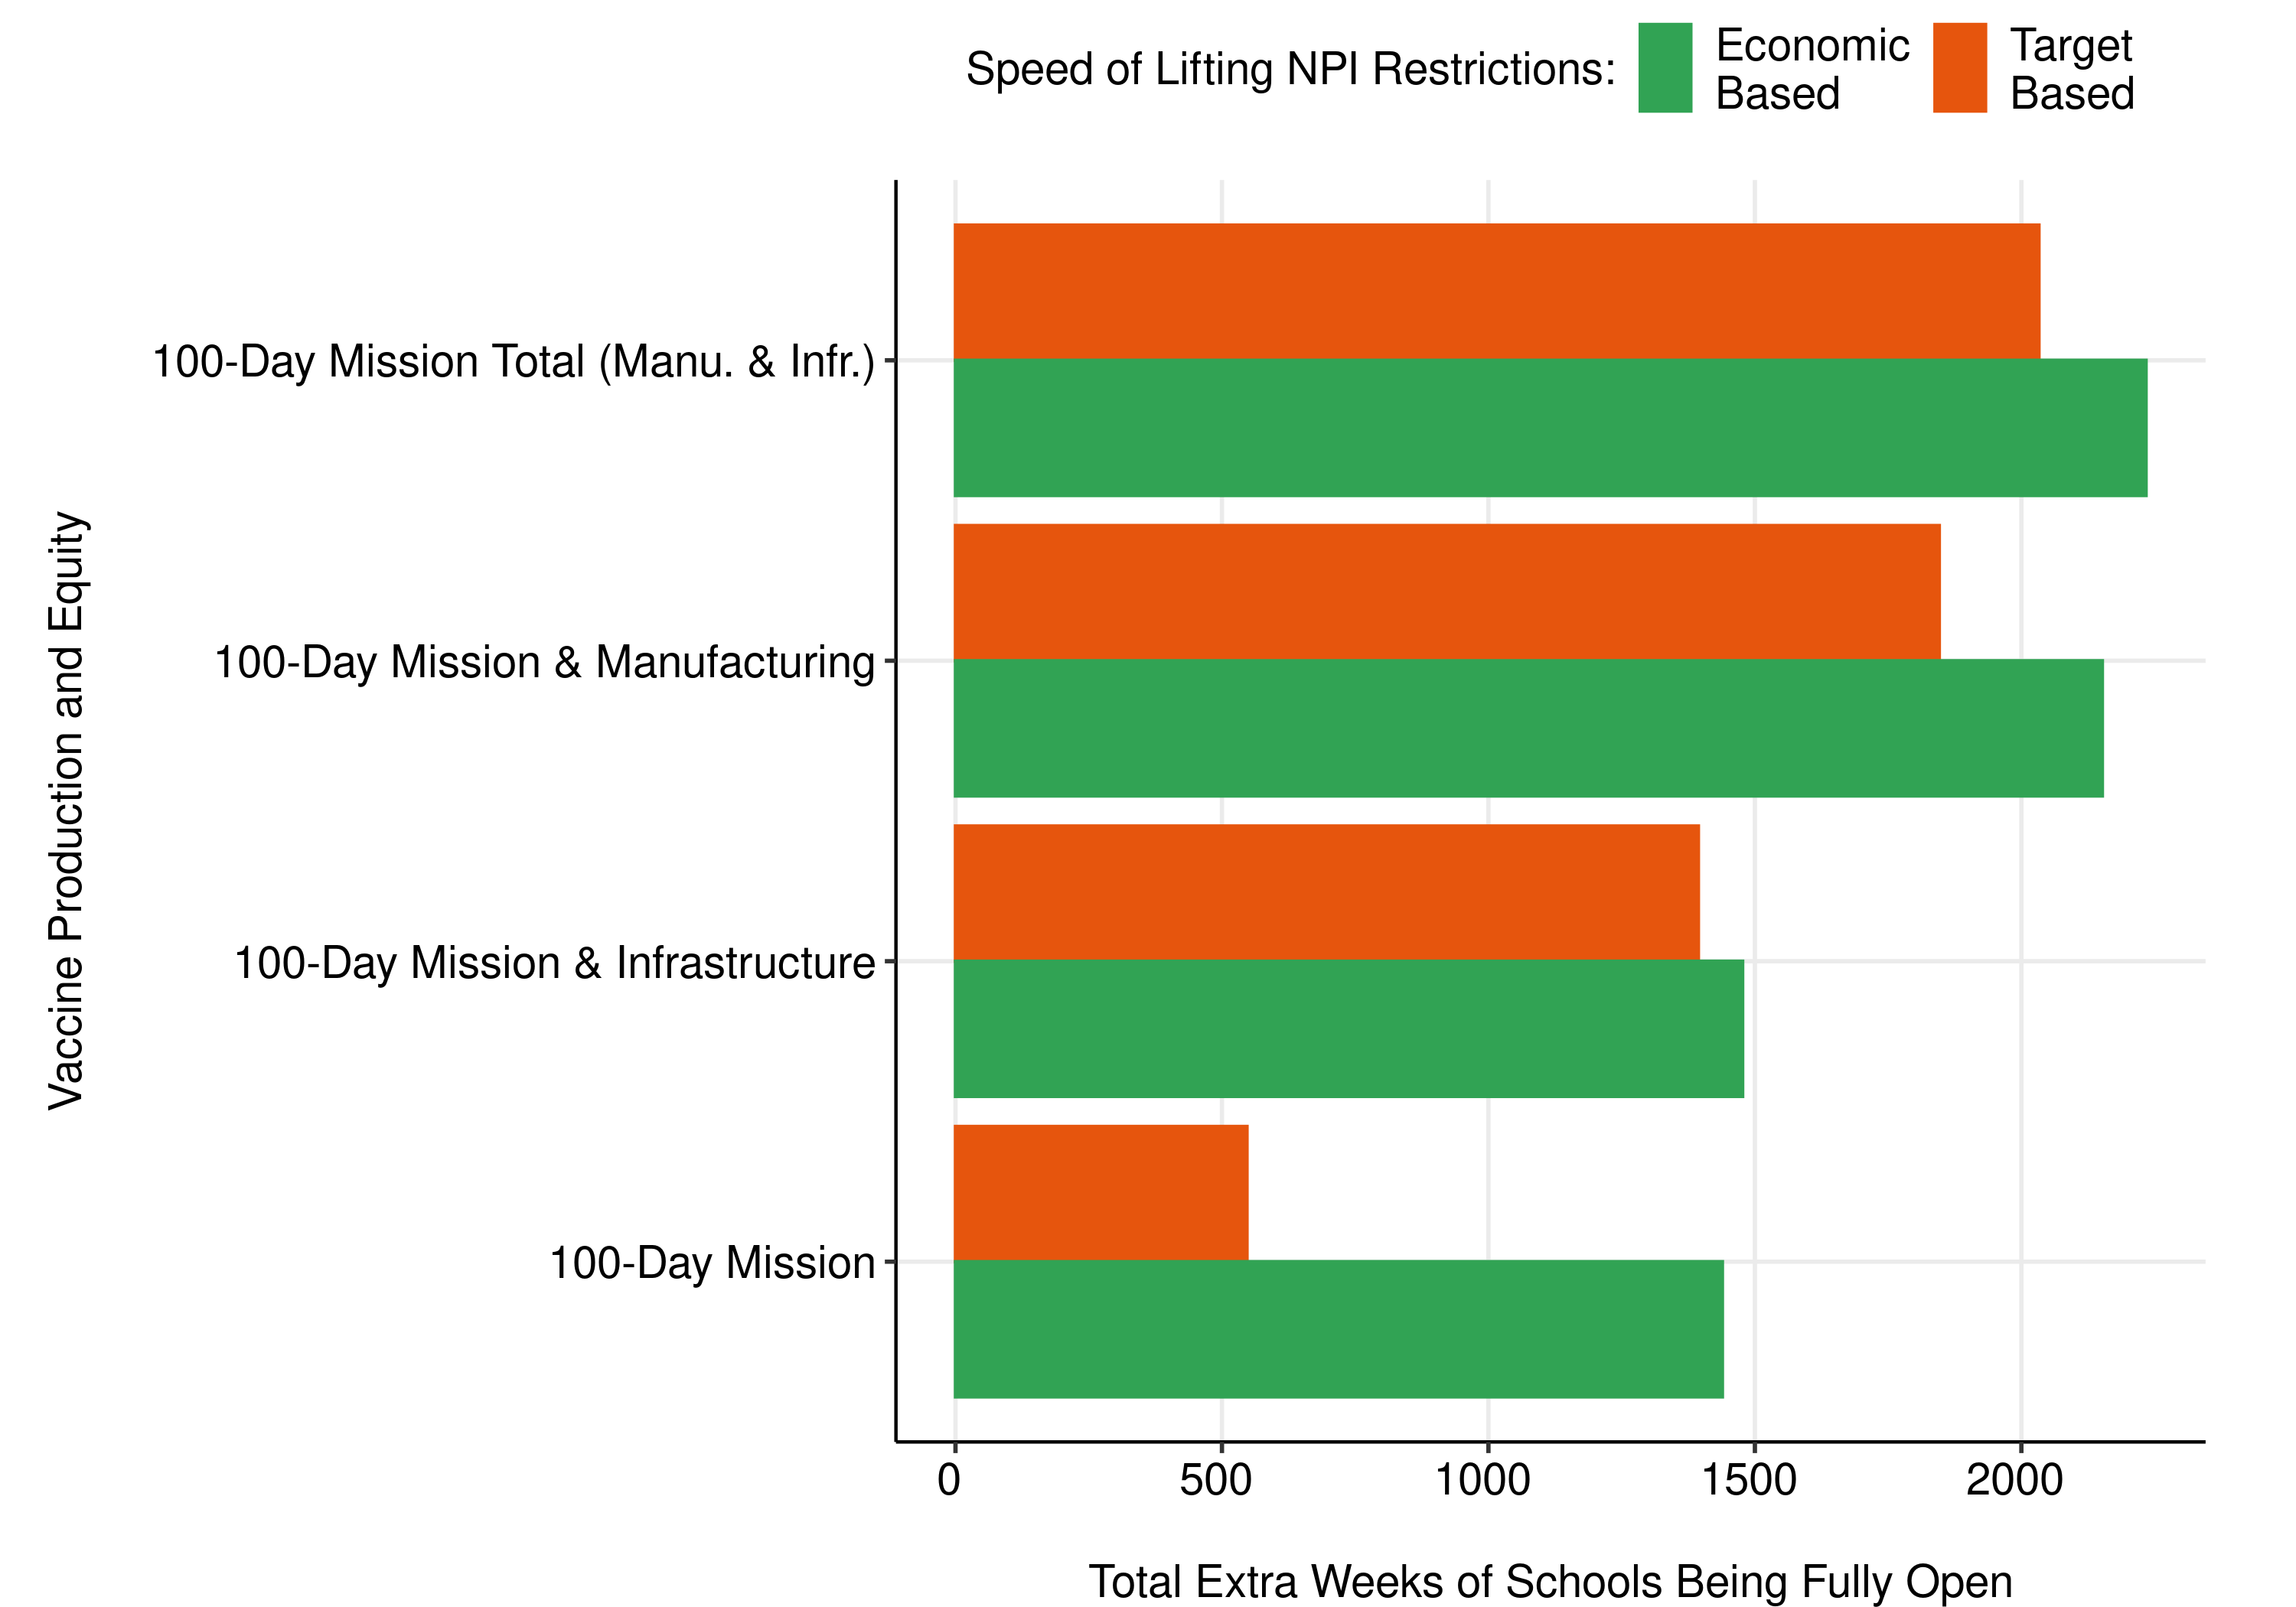 Speed of Lifting NPI Restrictions:
Economic
Based
Target
Based
Vaccine Production and Equity
100-Day Mission Total (Manu. & Infr.)
100-Day Mission & Manufacturing
100-Day Mission & Infrastructure
100-Day Mission
0 500 1000 1500 2000
Total Extra Weeks of Schools Being Fully Open